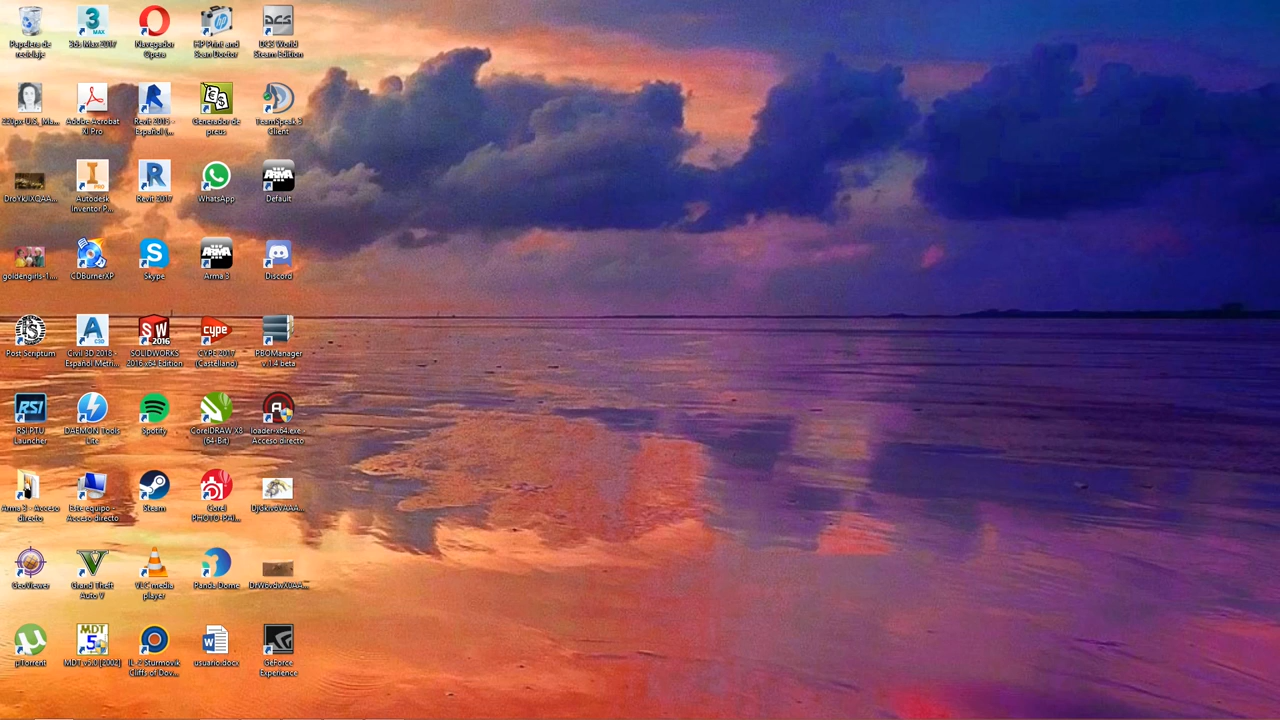 Papelera de
reciclaje
3ds Max 2017
Navegador
Opera
HP Print and
Scan Doctor
DCS World
Steam Edition
220px-U.S._Ma...
Adobe Acrobat
XI Pro
Revit 2018 -
Español (...
Generador de
preus
TeamSpeak 3
Client
Autodesk
Inventor P...
Revit 2017
WhatsApp
Default
goldengirls-1....
CDBurnerXP
Skype
Arma 3
Discord
Post Scriptum
Civil 3D 2018 -
Español Metri...
SOLIDWORKS
2016 x64 Edition
CYPE 2017
(Castellano)
PBOManager
v.1.4 beta
RSI PTU
Launcher
DAEMON Tools
Lite
Spotify
CorelDRAW X8
(64-Bit)
loader-x64.exe -
Acceso directo
Arma 3 - Acceso
directo
Este equipo -
Acceso directo
Steam
Corel
PHOTO-PAI...
GeoViewer
Grand Theft
Auto V
VLC media
player
Panda Dome
µTorrent
MDT v5.0 [2002]
IL-2 Sturmovik
Cliffs of Dov...
usuario.docx
GeForce
Experience